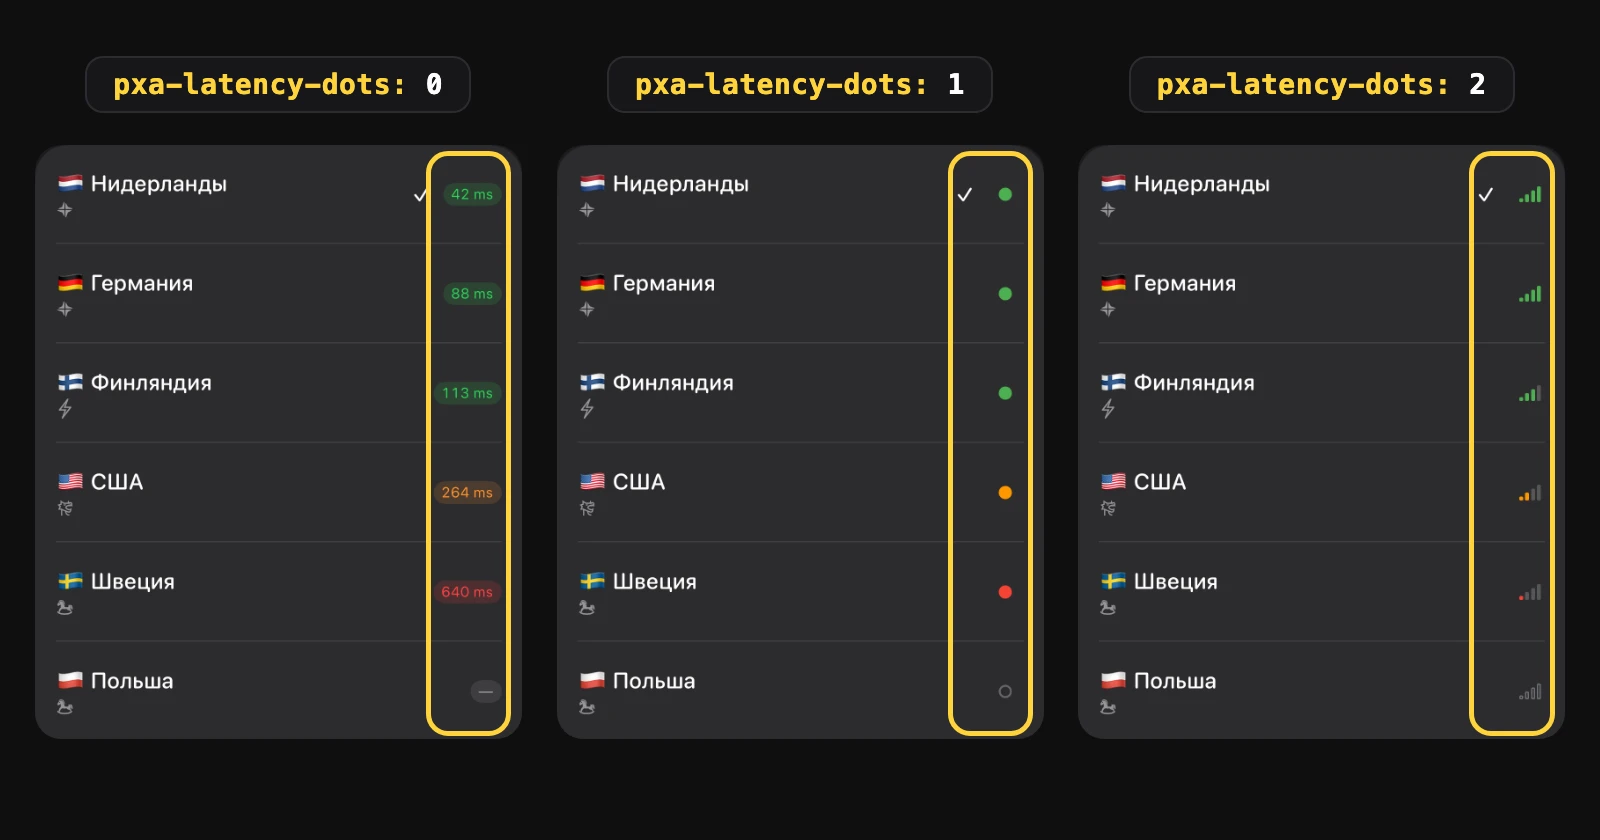 pxa-latency-dots: 0
Нидерланды
42 ms
Германия
88 ms
Финляндия
113 ms
США
264 ms
Швеция
640 ms
Польша
—
pxa-latency-dots: 1
Нидерланды
Германия
Финляндия
США
Швеция
Польша
pxa-latency-dots: 2
Нидерланды
Германия
Финляндия
США
Швеция
Польша